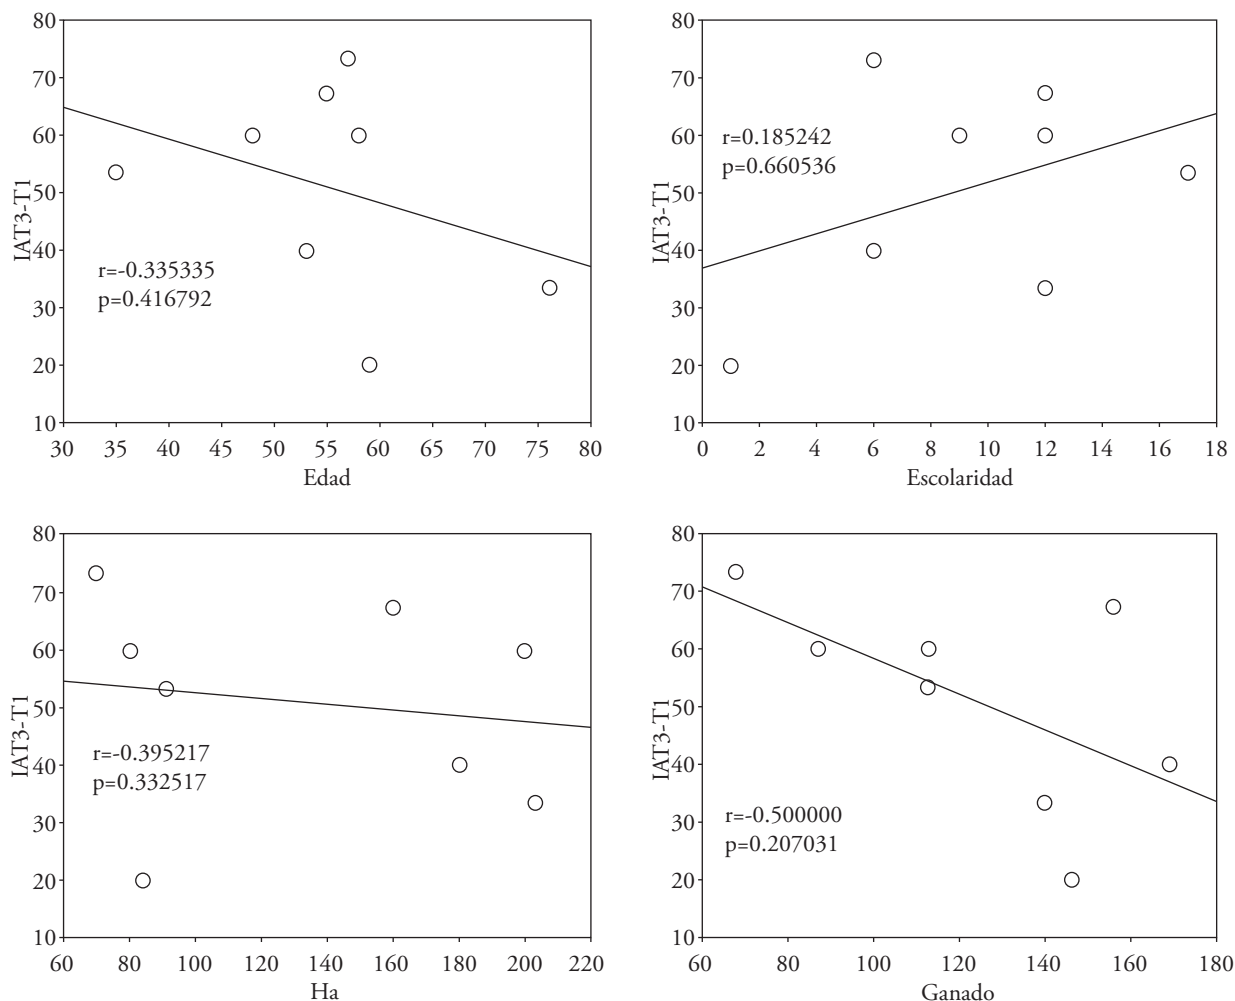 80
70
60
50
40
30
20
10
IAT3-T1
r=-0.335335
p=0.416792
30 35 40 45 50 55 60 65 70 75 80
Edad
80
70
60
50
40
30
20
10
IAT3-T1
r=0.185242
p=0.660536
0 2 4 6 8 10 12 14 16 18
Escolaridad
80
70
60
50
40
30
20
10
IAT3-T1
r=-0.395217
p=0.332517
60 80 100 120 140 160 180 200 220
Ha
80
70
60
50
40
30
20
10
IAT3-T1
r=-0.500000
p=0.207031
60 80 100 120 140 160 180
Ganado